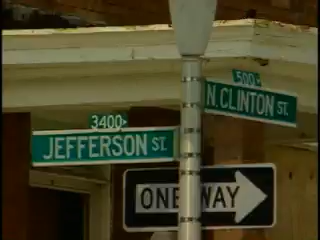 500
N. CLINTON ST.
3400
JEFFERSON ST.
ONE WAY